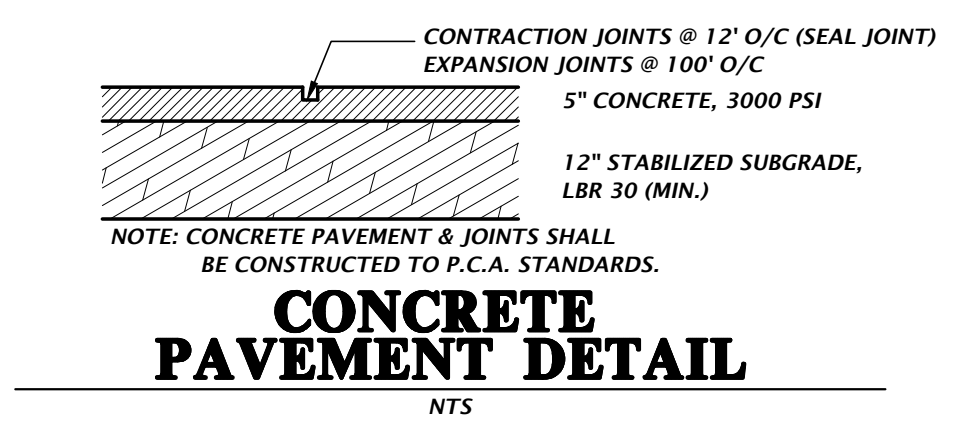 CONTRACTION JOINTS @ 12' O/C (SEAL JOINT)
EXPANSION JOINTS @ 100' O/C
5" CONCRETE, 3000 PSI
12" STABILIZED SUBGRADE,
LBR 30 (MIN.)
NOTE: CONCRETE PAVEMENT & JOINTS SHALL
BE CONSTRUCTED TO P.C.A. STANDARDS.
CONCRETE
PAVEMENT DETAIL
NTS